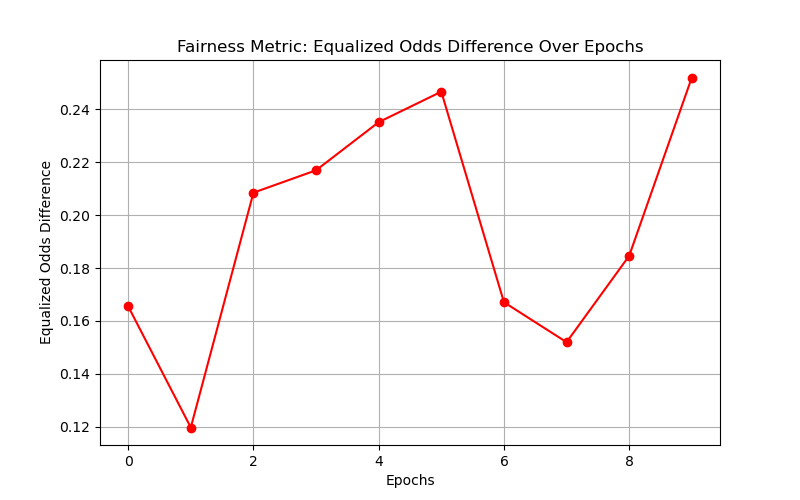 Fairness Metric: Equalized Odds Difference Over Epochs
Equalized Odds Difference
0.24
0.22
0.20
0.18
0.16
0.14
0.12
0 2 4 6 8
Epochs